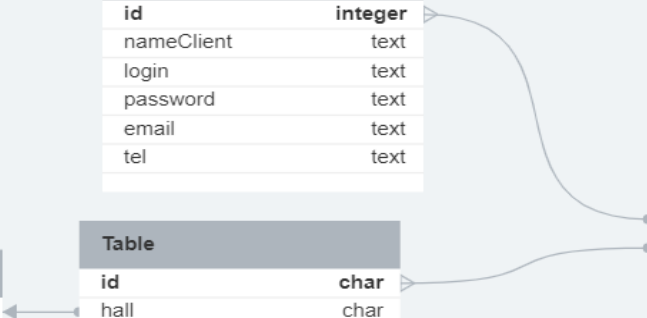 id integer
nameClient text
login text
password text
email text
tel text
Table
id char
hall char